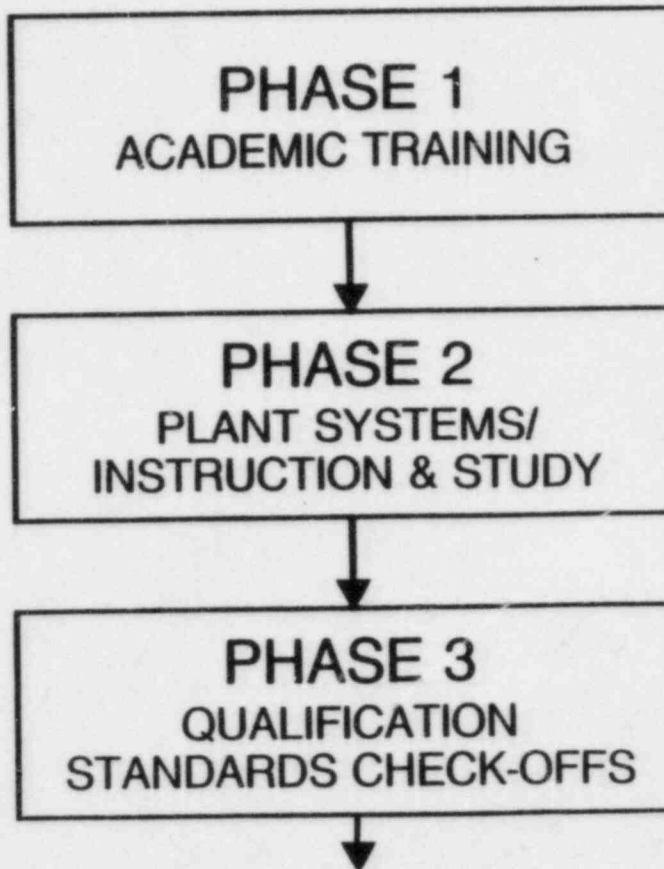 PHASE 1
ACADEMIC TRAINING
PHASE 2
PLANT SYSTEMS/
INSTRUCTION & STUDY
PHASE 3
QUALIFICATION
STANDARDS CHECK-OFFS